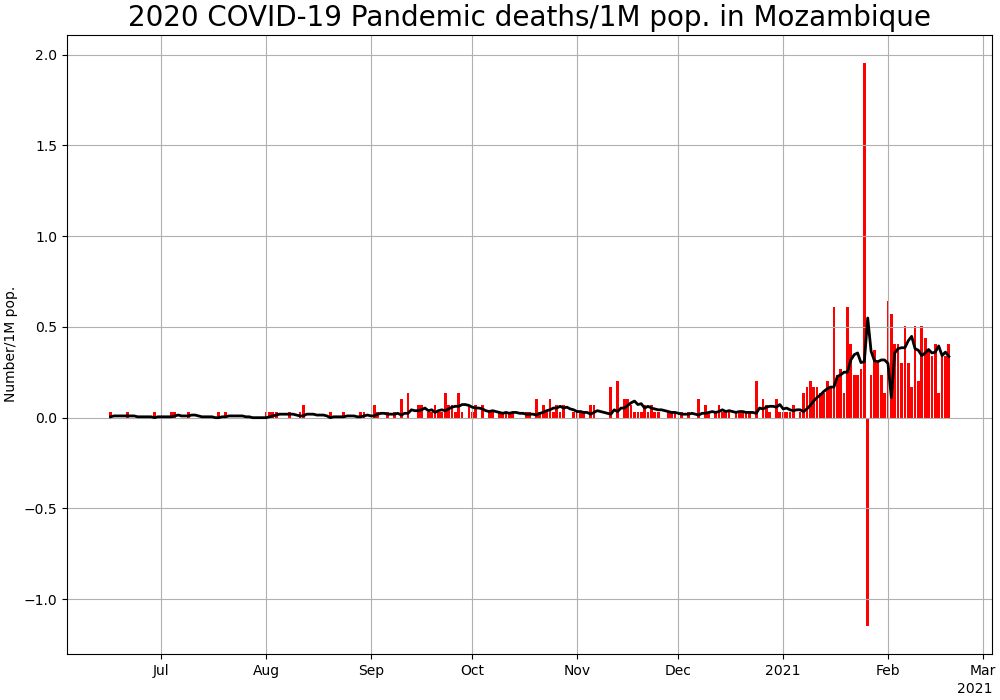 2020 COVID-19 Pandemic deaths/1M pop. in Mozambique
Number/1M pop.
2.0
1.5
1.0
0.5
0.0
−0.5
−1.0
Jul Aug Sep Oct Nov Dec 2021 Feb Mar
2021